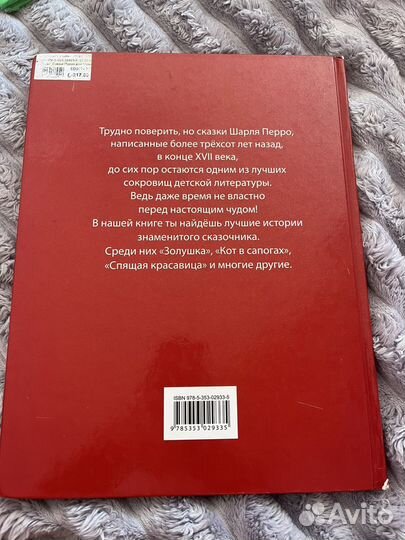 Трудно поверить, но сказки Шарля Перро,
написанные более трёхсот лет назад,
в конце XVII века,
до сих пор остаются одним из лучших
сокровищ детской литературы.
Ведь даже время не властно
перед настоящим чудом!
В нашей книге ты найдёшь лучшие истории
знаменитого сказочника.
Среди них «Золушка», «Кот в сапогах»,
«Спящая красавица» и многие другие.
ISBN 978-5-353-02933-5
9 785353 029335
Avito